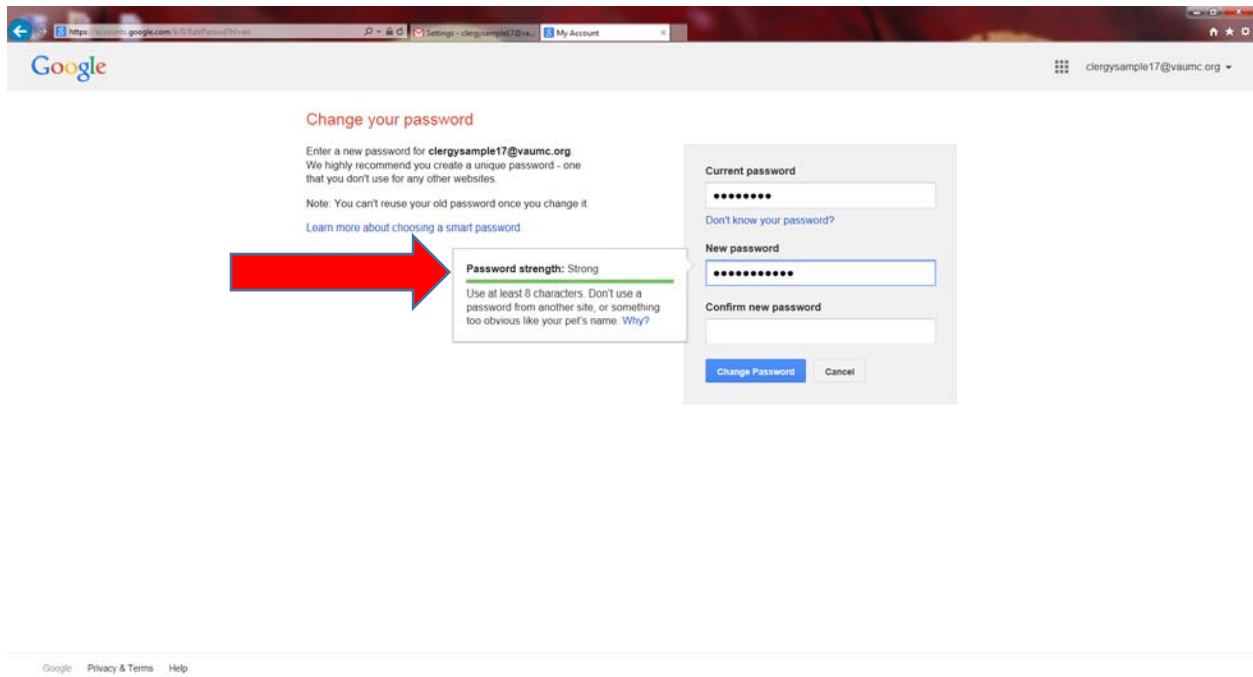 https://accounts.google.com
Settings - clergysample17@va...
My Account
Google
clergysample17@vaumc.org
Change your password
Enter a new password for clergysample17@vaumc.org.
We highly recommend you create a unique password - one
that you don't use for any other websites.
Note: You can't reuse your old password once you change it.
Learn more about choosing a smart password
Password strength: Strong
Use at least 8 characters. Don't use a
password from another site, or something
too obvious like your pet's name. Why?
Current password
Don't know your password?
New password
Confirm new password
Change Password Cancel
Google Privacy & Terms Help